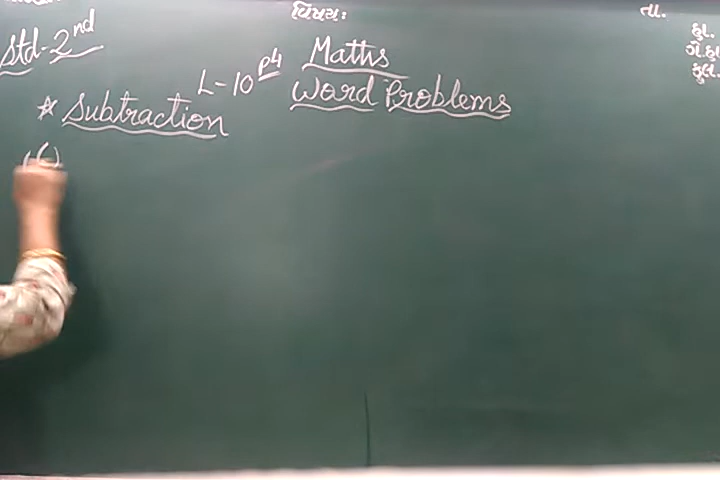 વિષય: તા.
Std-2nd Maths
L-10 P4 Word Problems
* Subtraction